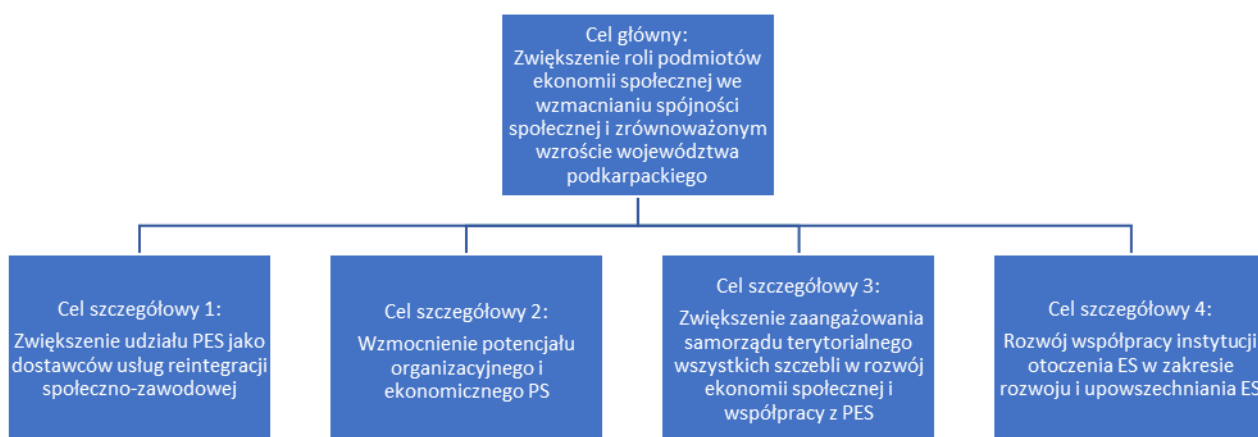 Cel główny:
Zwiększenie roli podmiotów
ekonomii społecznej we
wzmacnianiu spójności
społecznej i zrównoważonym
wzroście województwa
podkarpackiego
Cel szczegółowy 1:
Zwiększenie udziału PES jako
dostawców usług reintegracji
społeczno-zawodowej
Cel szczegółowy 2:
Wzmocnienie potencjału
organizacyjnego i
ekonomicznego PS
Cel szczegółowy 3:
Zwiększenie zaangażowania
samorządu terytorialnego
wszystkich szczebli w rozwój
ekonomii społecznej i
współpracy z PES
Cel szczegółowy 4:
Rozwój współpracy instytucji
otoczenia ES w zakresie
rozwoju i upowszechniania ES